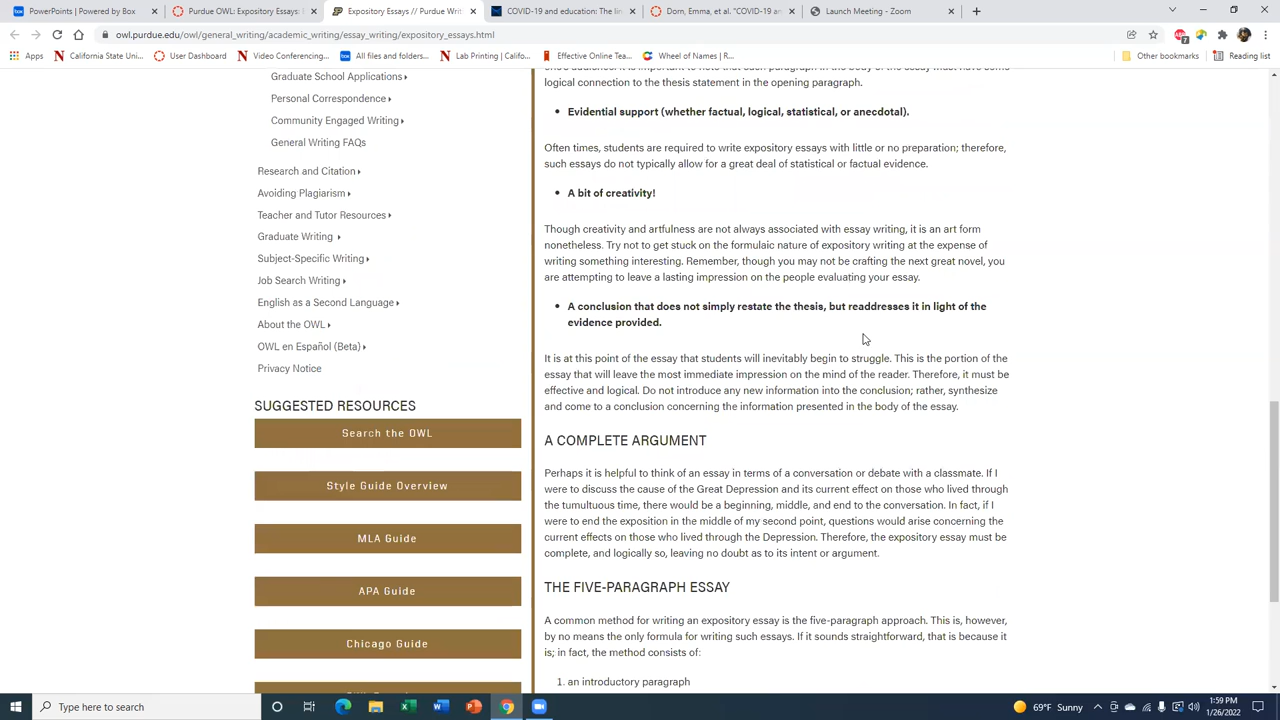 PowerPoints | Powered by Box
Purdue OWL: Expository Essays:
Expository Essays // Purdue Writ
COVID-19 and education: The lin
Dorn, Emma, et al. "COVID-19 an
Launch Meeting - Zoom
owl.purdue.edu/owl/general_writing/academic_writing/essay_writing/expository_essays.html
Apps
California State Uni...
User Dashboard
Video Conferencing...
All files and folders...
Lab Printing | Califo...
Effective Online Tea...
Wheel of Names | R...
Other bookmarks
Reading list
Graduate School Applications
Personal Correspondence
Community Engaged Writing
General Writing FAQs
Research and Citation
Avoiding Plagiarism
Teacher and Tutor Resources
Graduate Writing
Subject-Specific Writing
Job Search Writing
English as a Second Language
About the OWL
OWL en Español (Beta)
Privacy Notice
SUGGESTED RESOURCES
Search the OWL
Style Guide Overview
MLA Guide
APA Guide
Chicago Guide
logical connection to the thesis statement in the opening paragraph.
• Evidential support (whether factual, logical, statistical, or anecdotal).
Often times, students are required to write expository essays with little or no preparation; therefore,
such essays do not typically allow for a great deal of statistical or factual evidence.
• A bit of creativity!
Though creativity and artfulness are not always associated with essay writing, it is an art form
nonetheless. Try not to get stuck on the formulaic nature of expository writing at the expense of
writing something interesting. Remember, though you may not be crafting the next great novel, you
are attempting to leave a lasting impression on the people evaluating your essay.
• A conclusion that does not simply restate the thesis, but readdresses it in light of the
evidence provided.
It is at this point of the essay that students will inevitably begin to struggle. This is the portion of the
essay that will leave the most immediate impression on the mind of the reader. Therefore, it must be
effective and logical. Do not introduce any new information into the conclusion; rather, synthesize
and come to a conclusion concerning the information presented in the body of the essay.
A COMPLETE ARGUMENT
Perhaps it is helpful to think of an essay in terms of a conversation or debate with a classmate. If I
were to discuss the cause of the Great Depression and its current effect on those who lived through
the tumultuous time, there would be a beginning, middle, and end to the conversation. In fact, if I
were to end the exposition in the middle of my second point, questions would arise concerning the
current effects on those who lived through the Depression. Therefore, the expository essay must be
complete, and logically so, leaving no doubt as to its intent or argument.
THE FIVE-PARAGRAPH ESSAY
A common method for writing an expository essay is the five-paragraph approach. This is, however,
by no means the only formula for writing such essays. If it sounds straightforward, that is because it
is; in fact, the method consists of:
1. an introductory paragraph
Type here to search
69°F Sunny
1:59 PM
1/26/2022